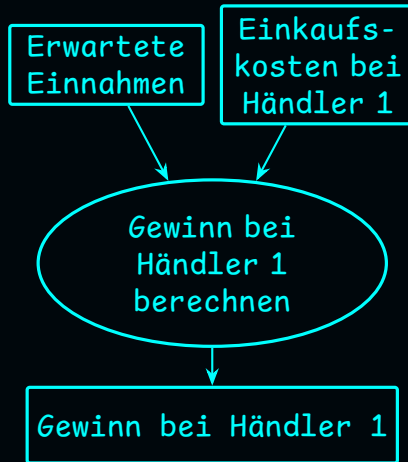 Erwartete
Einnahmen
Einkaufs-
kosten bei
Händler 1
Gewinn bei
Händler 1
berechnen
Gewinn bei Händler 1